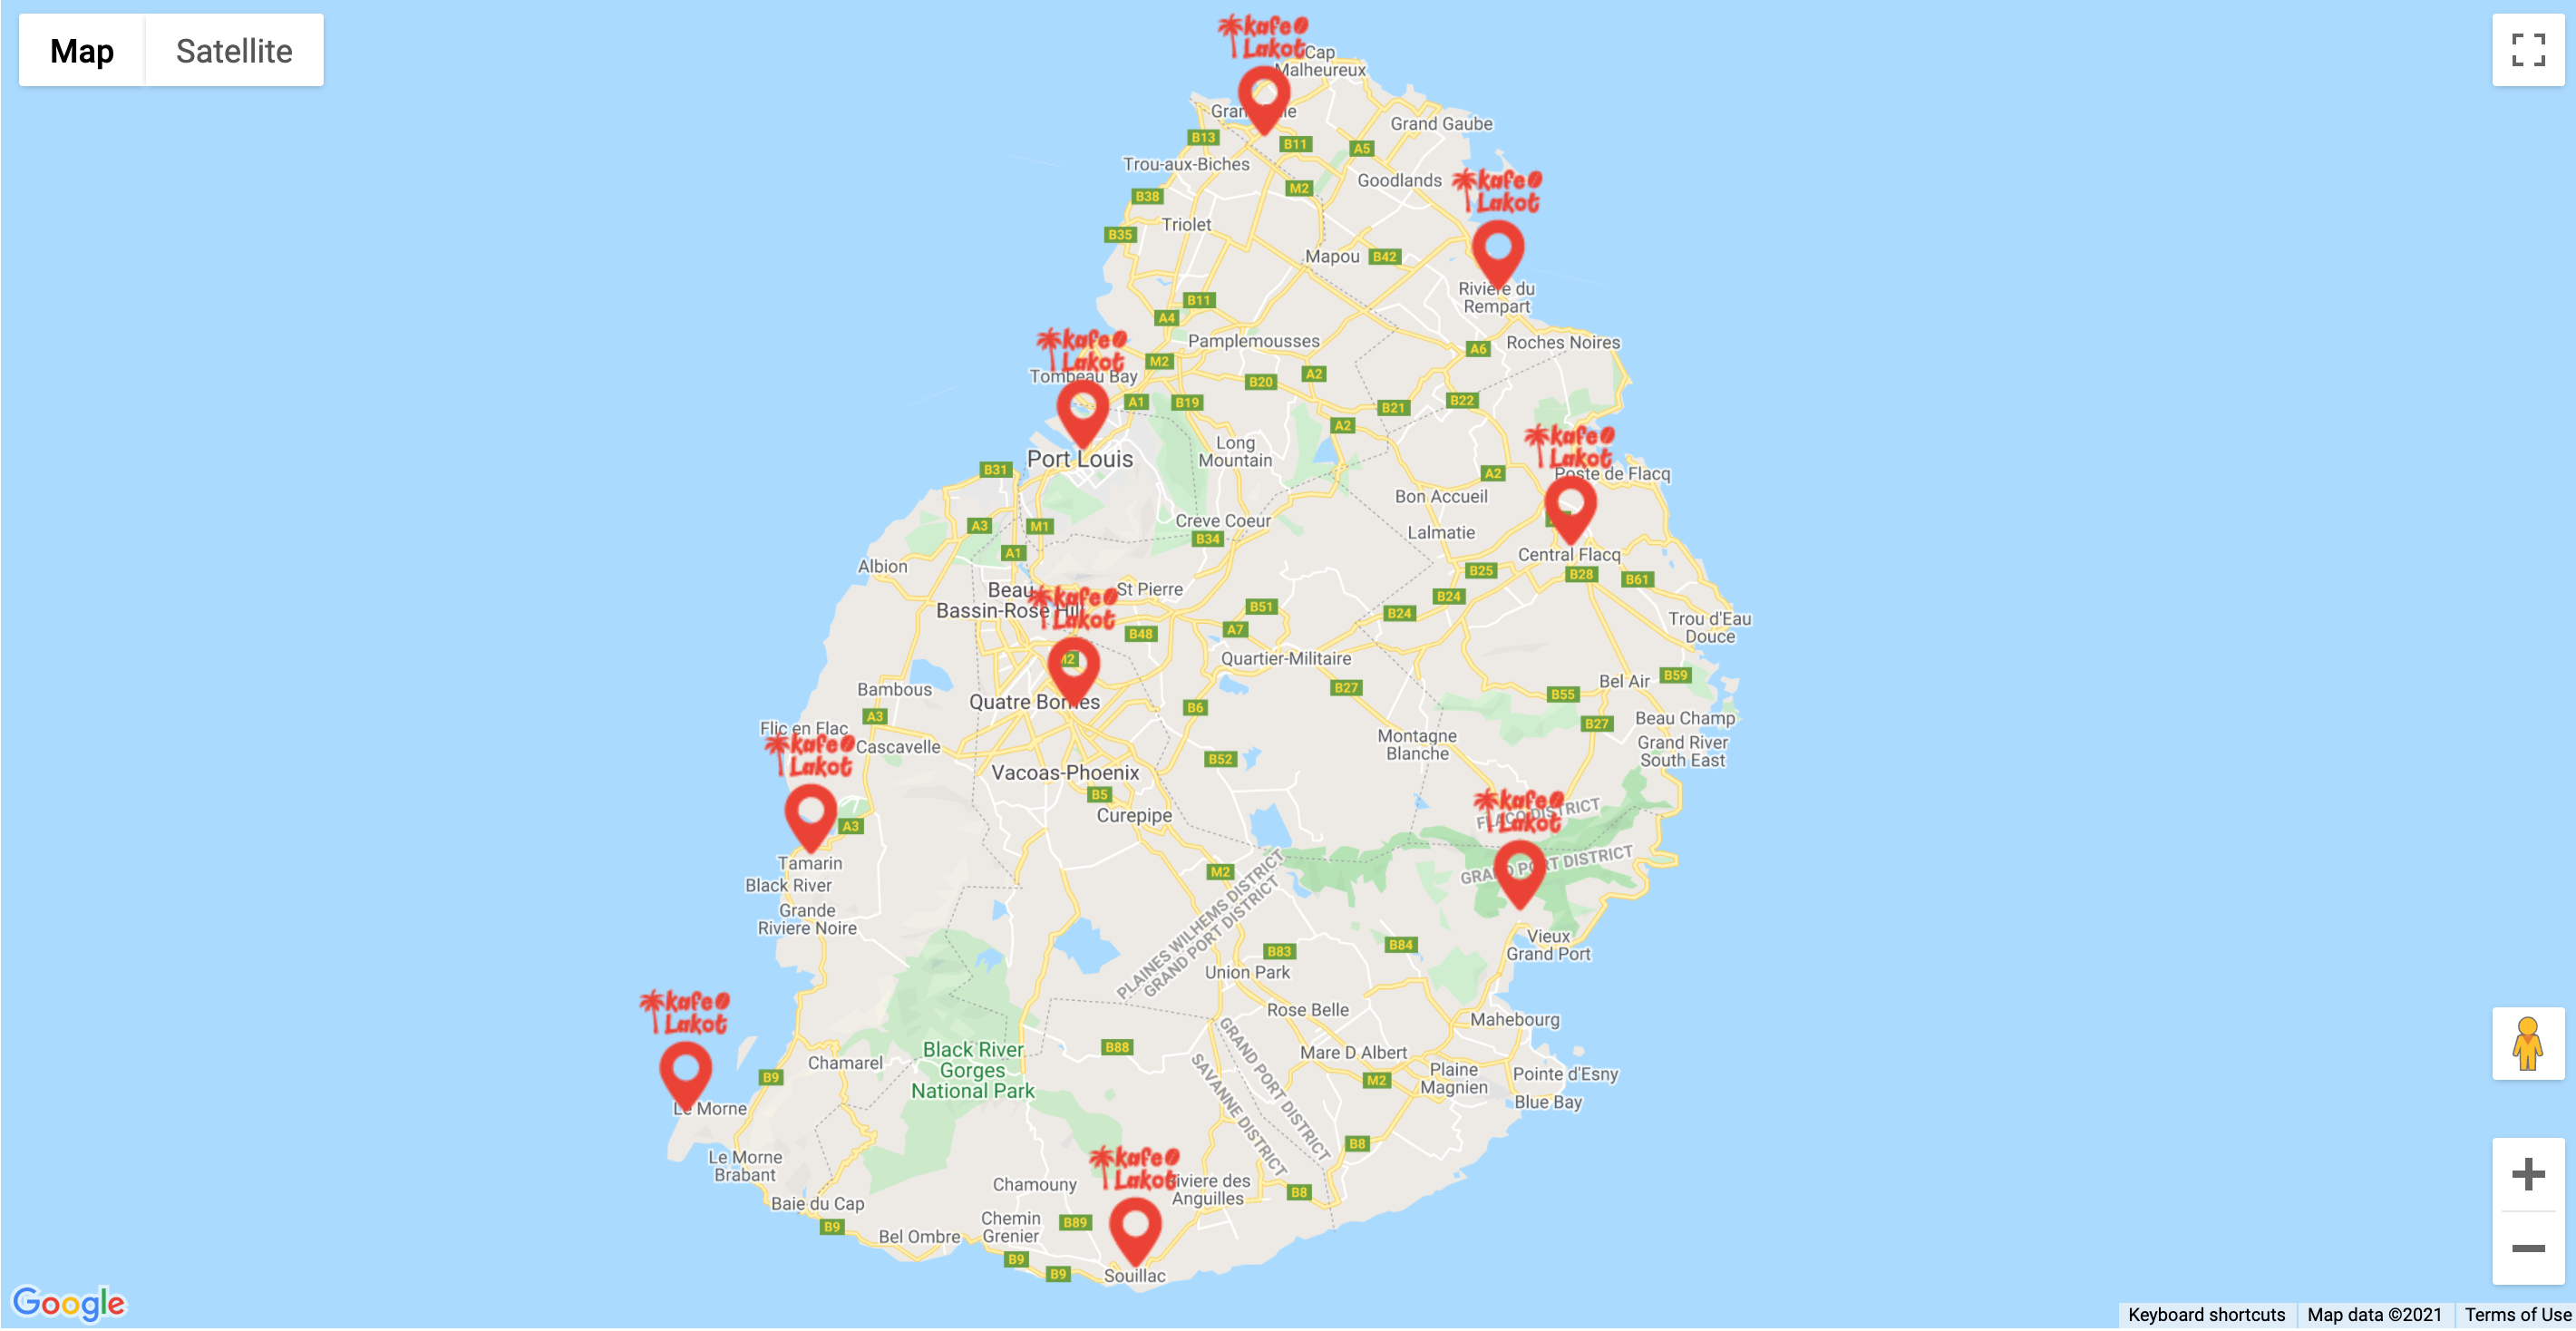 Map
Satellite
kafe
Lakot
Cap
Malheureux
Grand Gaube
B13
B11
A5
Trou-aux-Biches
M2
Goodlands
B38
kafe
Lakot
Triolet
B35
Mapou
B42
Riviere du
Rempart
B11
A4
kafe
Lakot
Pamplemousses
A6
Roches Noires
M2
Tombeau Bay
B20
A2
A1
B19
B21
B22
A2
kafe
Lakot
Long
Mountain
Port Louis
B31
A2
Poste de Flacq
Bon Accueil
A3
M1
Creve Coeur
Lalmatie
B34
A1
Central Flacq
Albion
B25
B28
B61
Beau
Bassin-Rose Hill
kafe
Lakot
St Pierre
B24
B51
B24
Trou d'Eau
Douce
B48
A7
Quartier-Militaire
M2
B59
Bel Air
Bambous
B27
B55
Quatre Bornes
B6
A3
Beau Champ
B27
Flic en Flac
kafe
Lakot
Cascavelle
Montagne
Blanche
Grand River
South East
B52
Vacoas-Phoenix
B5
Curepipe
kafe
Lakot
FLACQ DISTRICT
A3
Tamarin
GRAND PORT DISTRICT
M2
Black River
Grande
Riviere Noire
PLAINES WILHEMS DISTRICT
GRAND PORT DISTRICT
Vieux
Grand Port
B84
B83
Union Park
kafe
Lakot
Rose Belle
Mahebourg
Black River
Gorges
National Park
B88
GRAND PORT DISTRICT
SAVANNE DISTRICT
Mare D Albert
Chamarel
B9
Plaine
Magnien
M2
Pointe d'Esny
Le Morne
Blue Bay
B8
Le Morne
Brabant
kafe
Lakot
Chamouny
Riviere des
Anguilles
B8
Baie du Cap
B9
Chemin
Grenier
B89
Bel Ombre
B9
B9
Souillac
Google
Keyboard shortcuts
Map data ©2021
Terms of Use